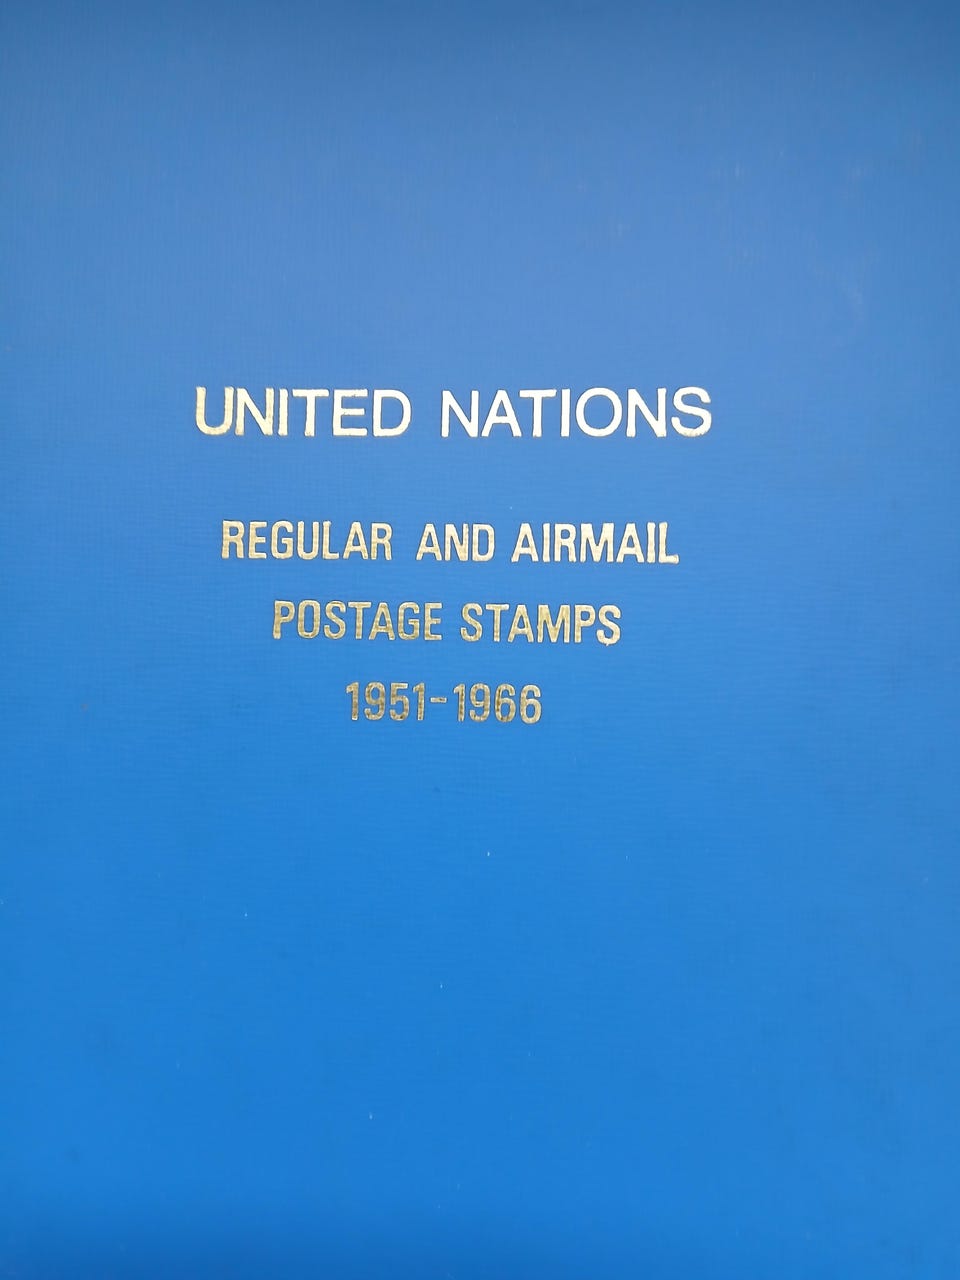 UNITED NATIONS
REGULAR AND AIRMAIL
POSTAGE STAMPS
1951-1966